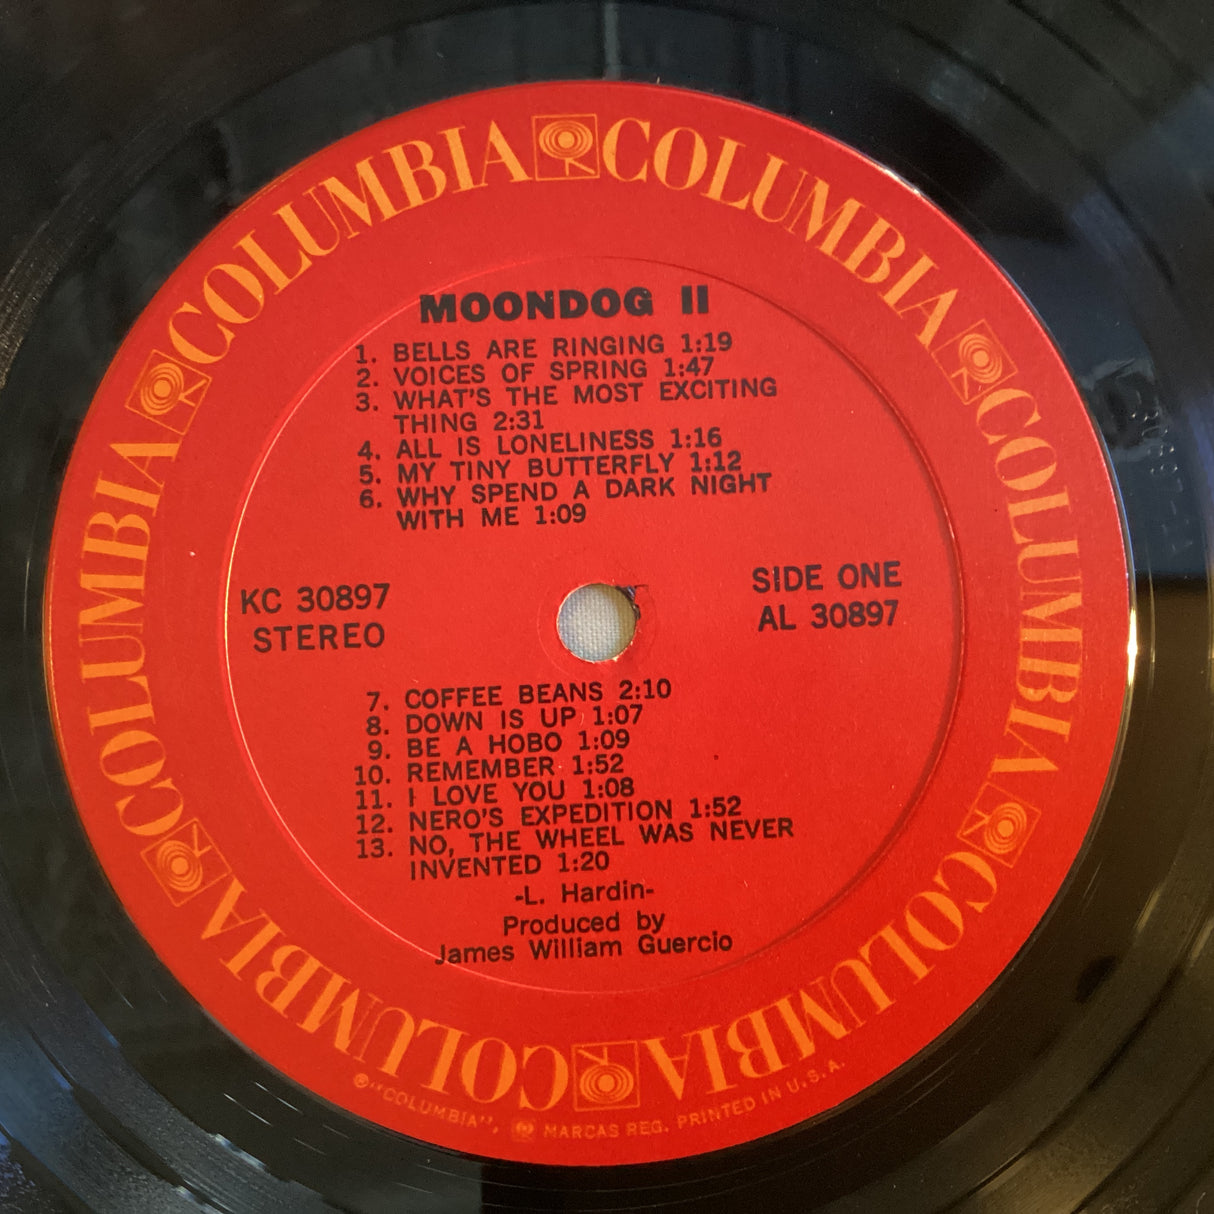 COLUMBIA COLUMBIA COLUMBIA COLUMBIA COLUMBIA COLUMBIA
MOONDOG II
1. BELLS ARE RINGING 1:19
2. VOICES OF SPRING 1:47
3. WHAT'S THE MOST EXCITING
THING 2:31
4. ALL IS LONELINESS 1:16
5. MY TINY BUTTERFLY 1:12
6. WHY SPEND A DARK NIGHT
WITH ME 1:09
KC 30897
STEREO
SIDE ONE
AL 30897
7. COFFEE BEANS 2:10
8. DOWN IS UP 1:07
9. BE A HOBO 1:09
10. REMEMBER 1:52
11. I LOVE YOU 1:08
12. NERO'S EXPEDITION 1:52
13. NO, THE WHEEL WAS NEVER
INVENTED 1:20
-L. Hardin-
Produced by
James William Guercio
®"COLUMBIA", MARCAS REG. PRINTED IN U.S.A.